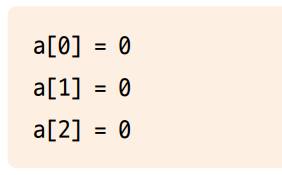 a[0] = 0
a[1] = 0
a[2] = 0